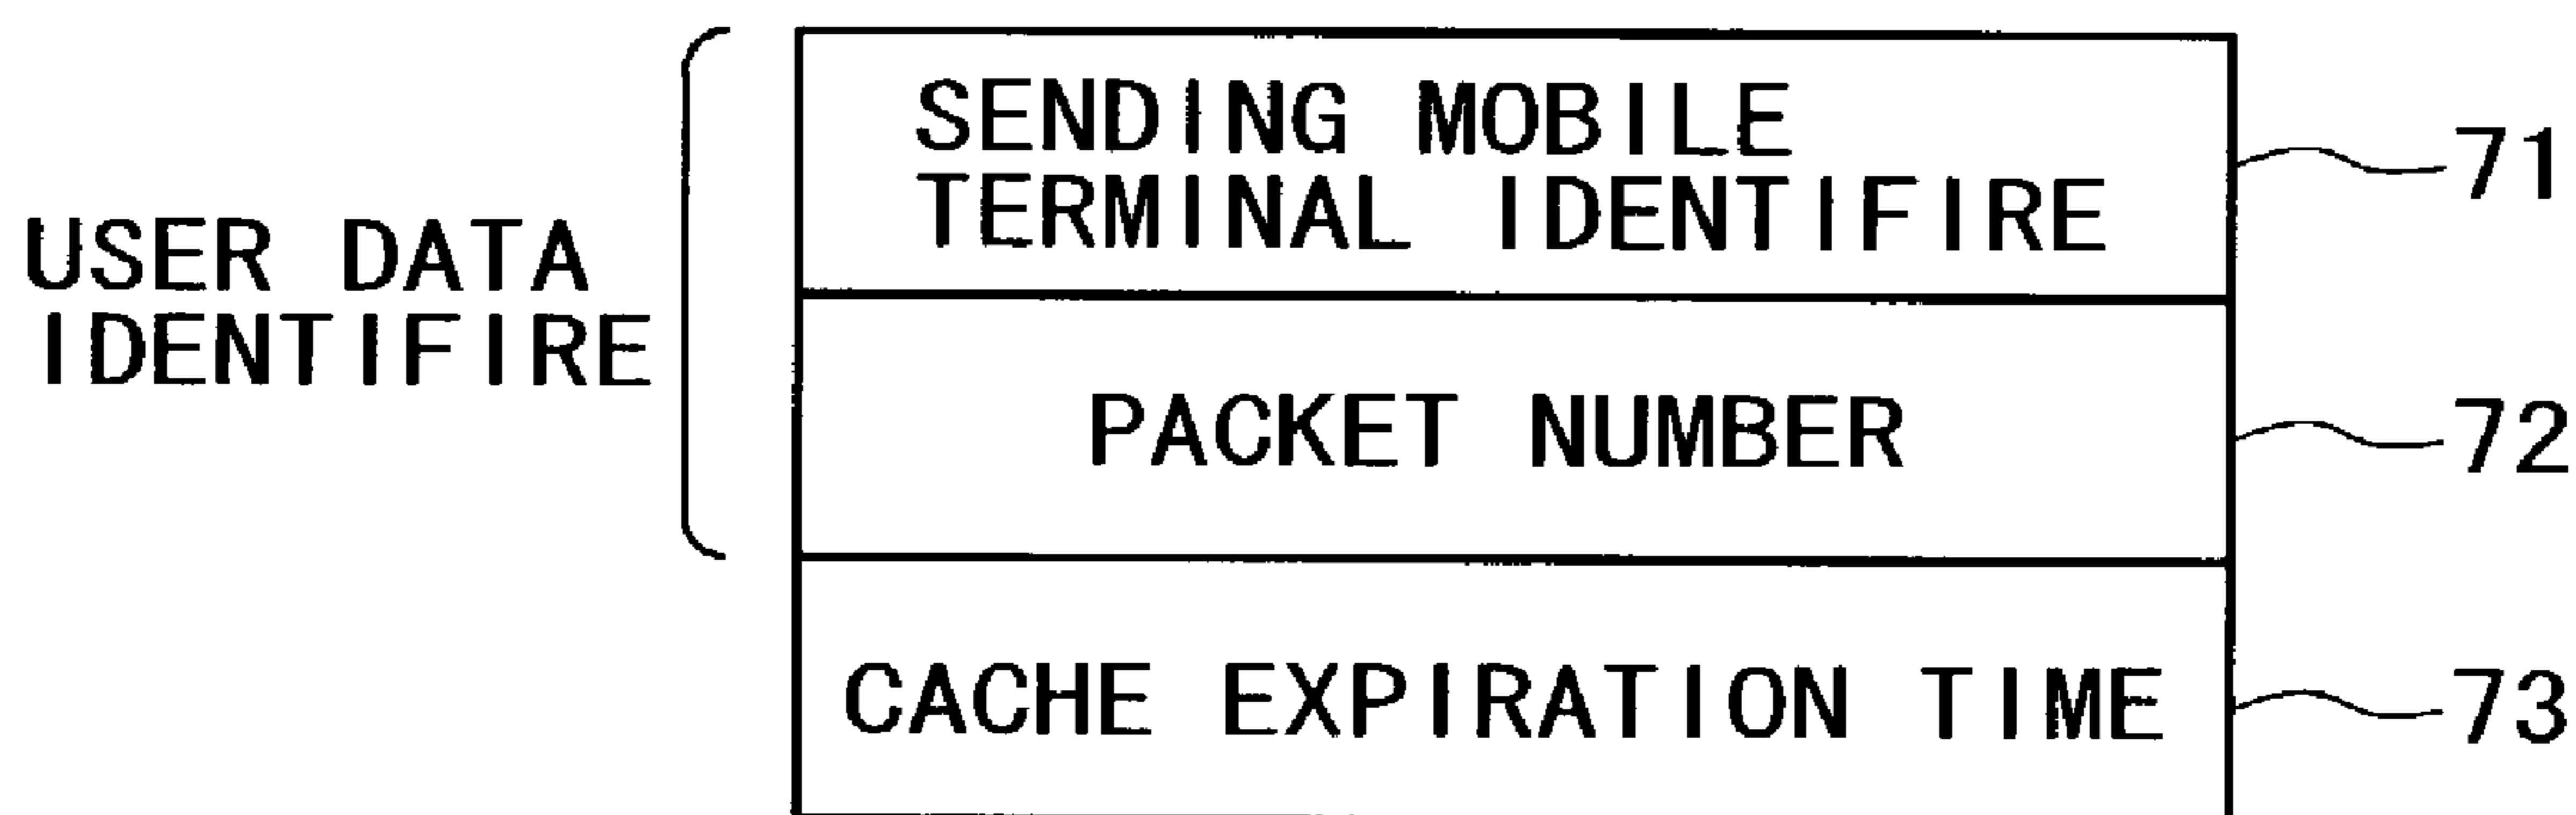 SENDING MOBILE
TERMINAL IDENTIFIRE
71
USER DATA
IDENTIFIRE
PACKET NUMBER
72
CACHE EXPIRATION TIME
73